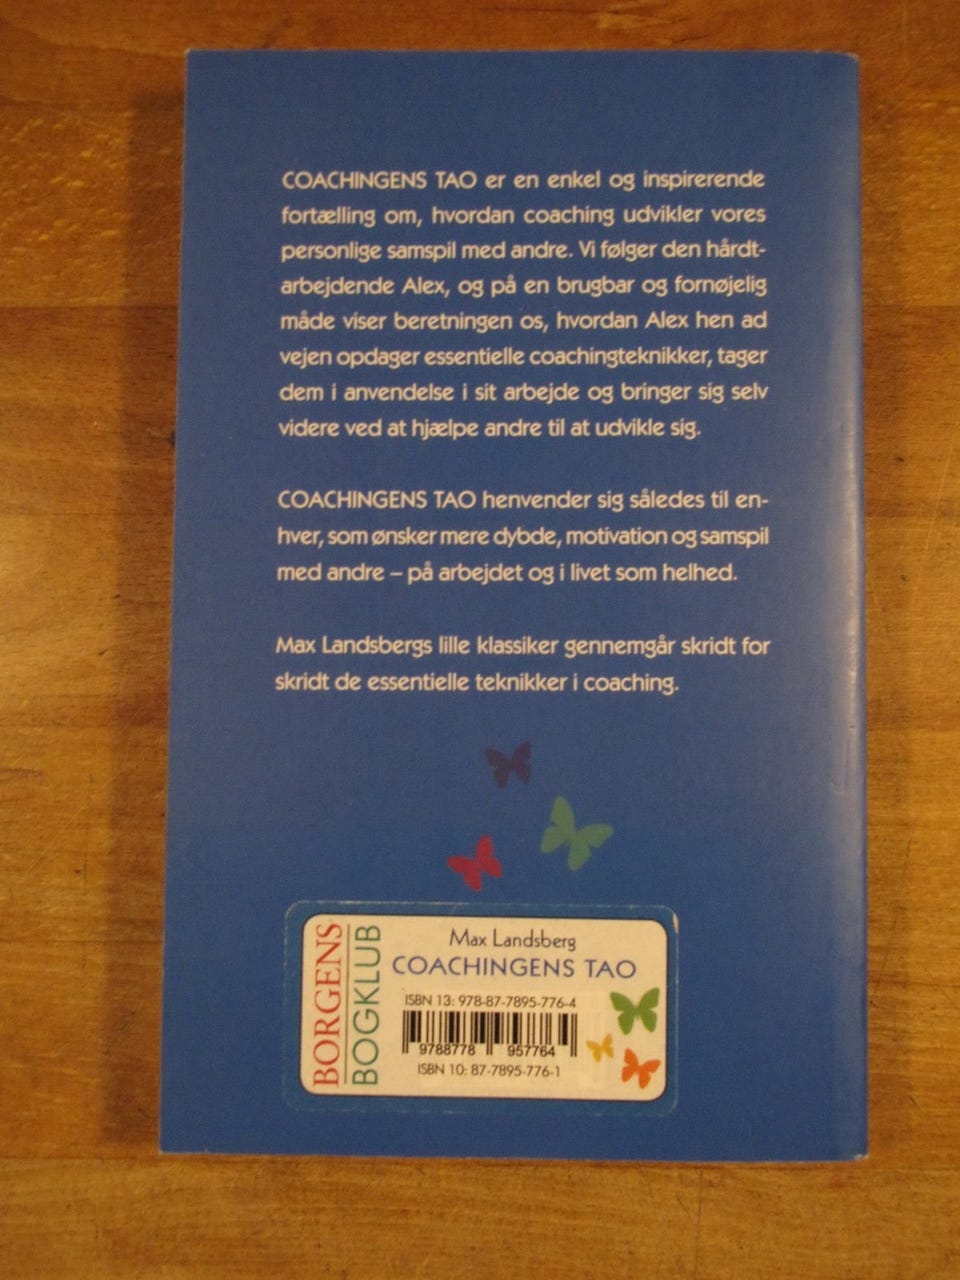 COACHINGENS TAO er en enkel og inspirerende
fortælling om, hvordan coaching udvikler vores
personlige samspil med andre. Vi følger den hårdt-
arbejdende Alex, og på en brugbar og fornøjelig
måde viser beretningen os, hvordan Alex hen ad
vejen opdager essentielle coachingteknikker, tager
dem i anvendelse i sit arbejde og bringer sig selv
videre ved at hjælpe andre til at udvikle sig.
COACHINGENS TAO henvender sig således til en-
hver, som ønsker mere dybde, motivation og samspil
med andre – på arbejdet og i livet som helhed.
Max Landsbergs lille klassiker gennemgår skridt for
skridt de essentielle teknikker i coaching.
BORGENS
BOGKLUB
Max Landsberg
COACHINGENS TAO
ISBN 13: 978-87-7895-776-4
9788778 957764
ISBN 10: 87-7895-776-1